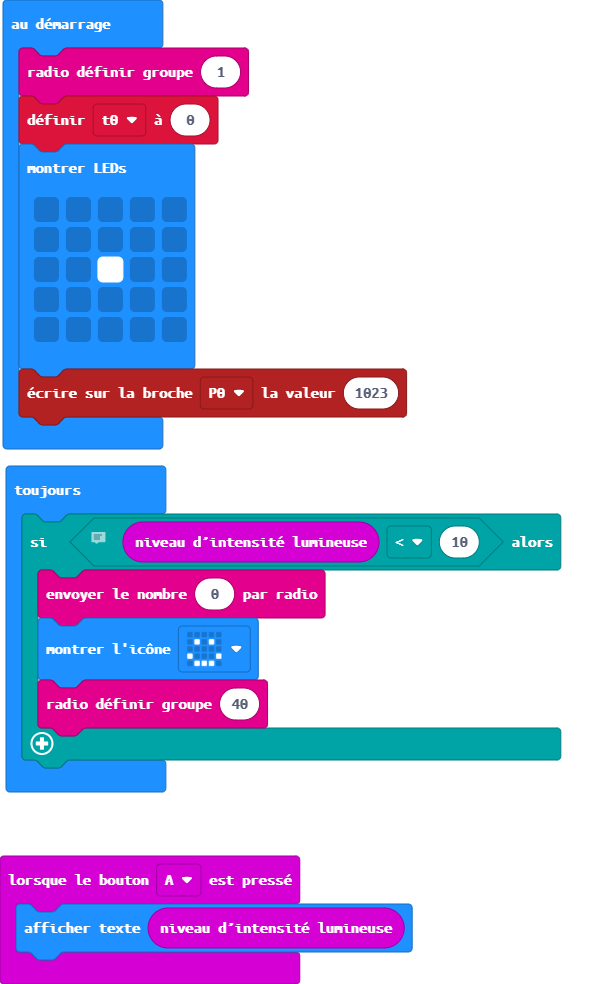 au démarrage
radio définir groupe 1
définir t0 à 0
montrer LEDs
écrire sur la broche P0 la valeur 1023
toujours
si niveau d'intensité lumineuse < 10 alors
envoyer le nombre 0 par radio
montrer l'icône
radio définir groupe 40
lorsque le bouton A est pressé
afficher texte niveau d'intensité lumineuse